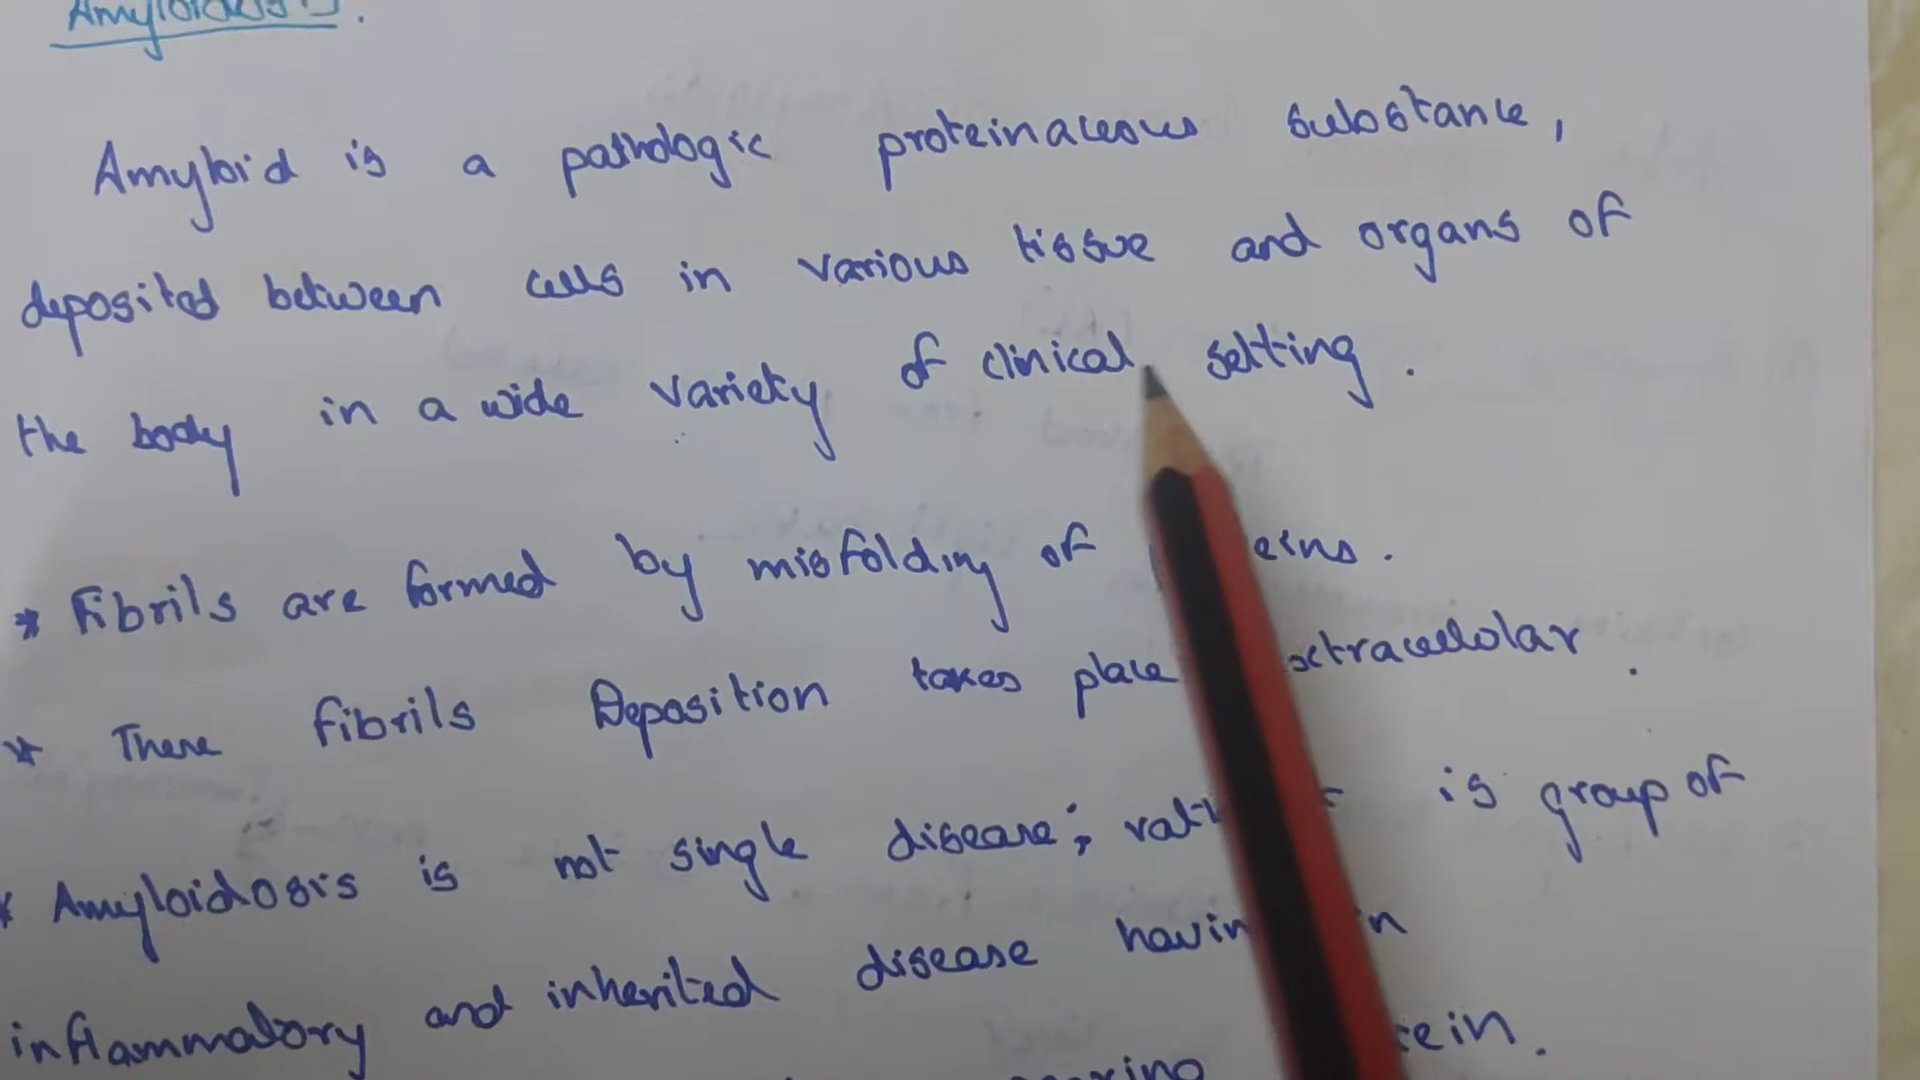 Amyloidosis.
Amyloid is a pathologic proteinaceous substance,
deposited between cells in various tissue and organs of
the body in a wide variety of clinical setting.
* Fibrils are formed by misfolding of
* There fibrils Deposition takes place
* Amyloidosis is not single disease; is group of
inflammatory and inherited disease